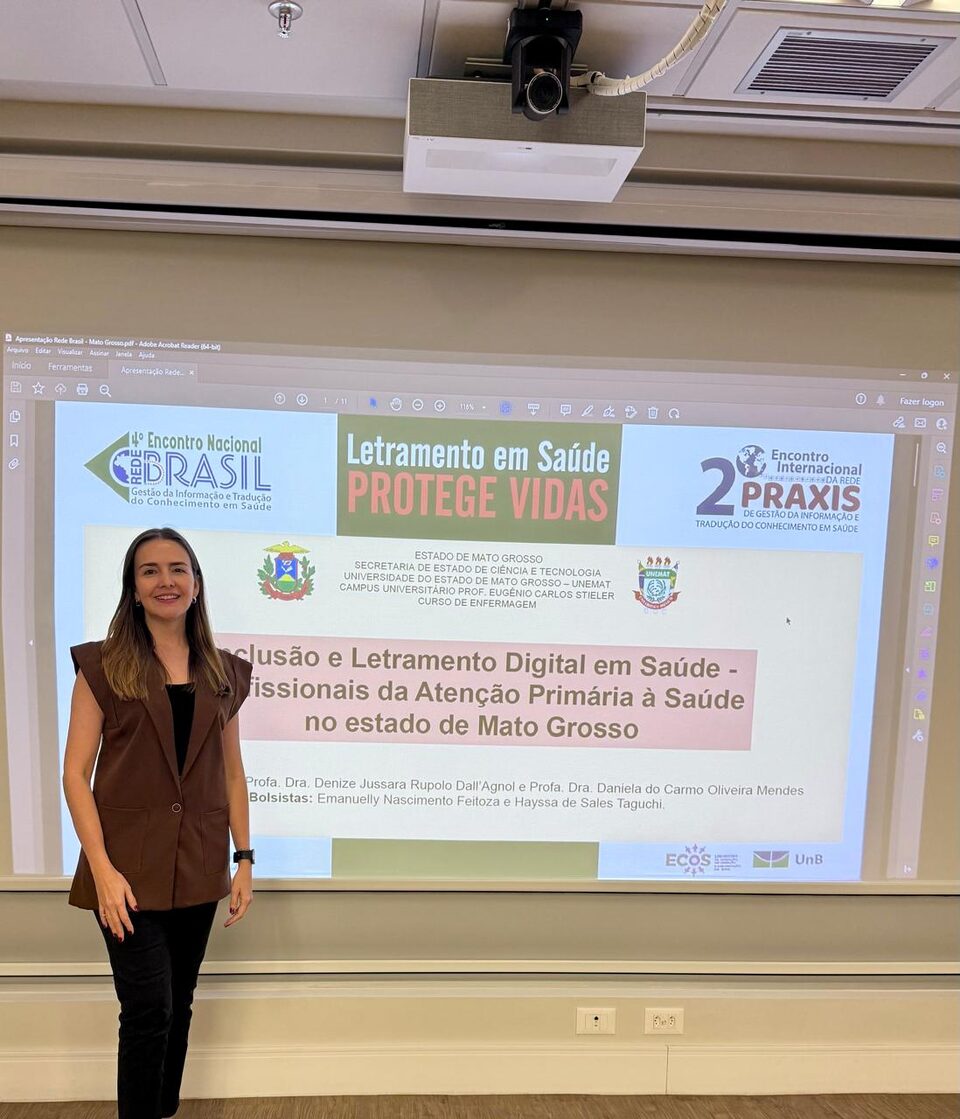 Apresentação Rede Brasil - Mato Grosso.pdf - Adobe Acrobat Reader (64-bit)
Arquivo Editar Visualizar Assinar Janela Ajuda
Início Ferramentas Apresentação Rede... ×
1 / 11 116%
Fazer logon
4º Encontro Nacional
REDE BRASIL
Gestão da Informação e Tradução
do Conhecimento em Saúde
Letramento em Saúde
PROTEGE VIDAS
2 Encontro
Internacional
DA REDE
PRAXIS
DE GESTÃO DA INFORMAÇÃO E
TRADUÇÃO DO CONHECIMENTO EM SAÚDE
ESTADO DE MATO GROSSO
SECRETARIA DE ESTADO DE CIÊNCIA E TECNOLOGIA
UNIVERSIDADE DO ESTADO DE MATO GROSSO – UNEMAT
CAMPUS UNIVERSITÁRIO PROF. EUGÊNIO CARLOS STIELER
CURSO DE ENFERMAGEM
UNEMAT
clusão e Letramento Digital em Saúde -
fissionais da Atenção Primária à Saúde
no estado de Mato Grosso
Profa. Dra. Denize Jussara Rupolo Dall'Agnol e Profa. Dra. Daniela do Carmo Oliveira Mendes
Bolsistas: Emanuelly Nascimento Feitoza e Hayssa de Sales Taguchi.
ECOS
UnB